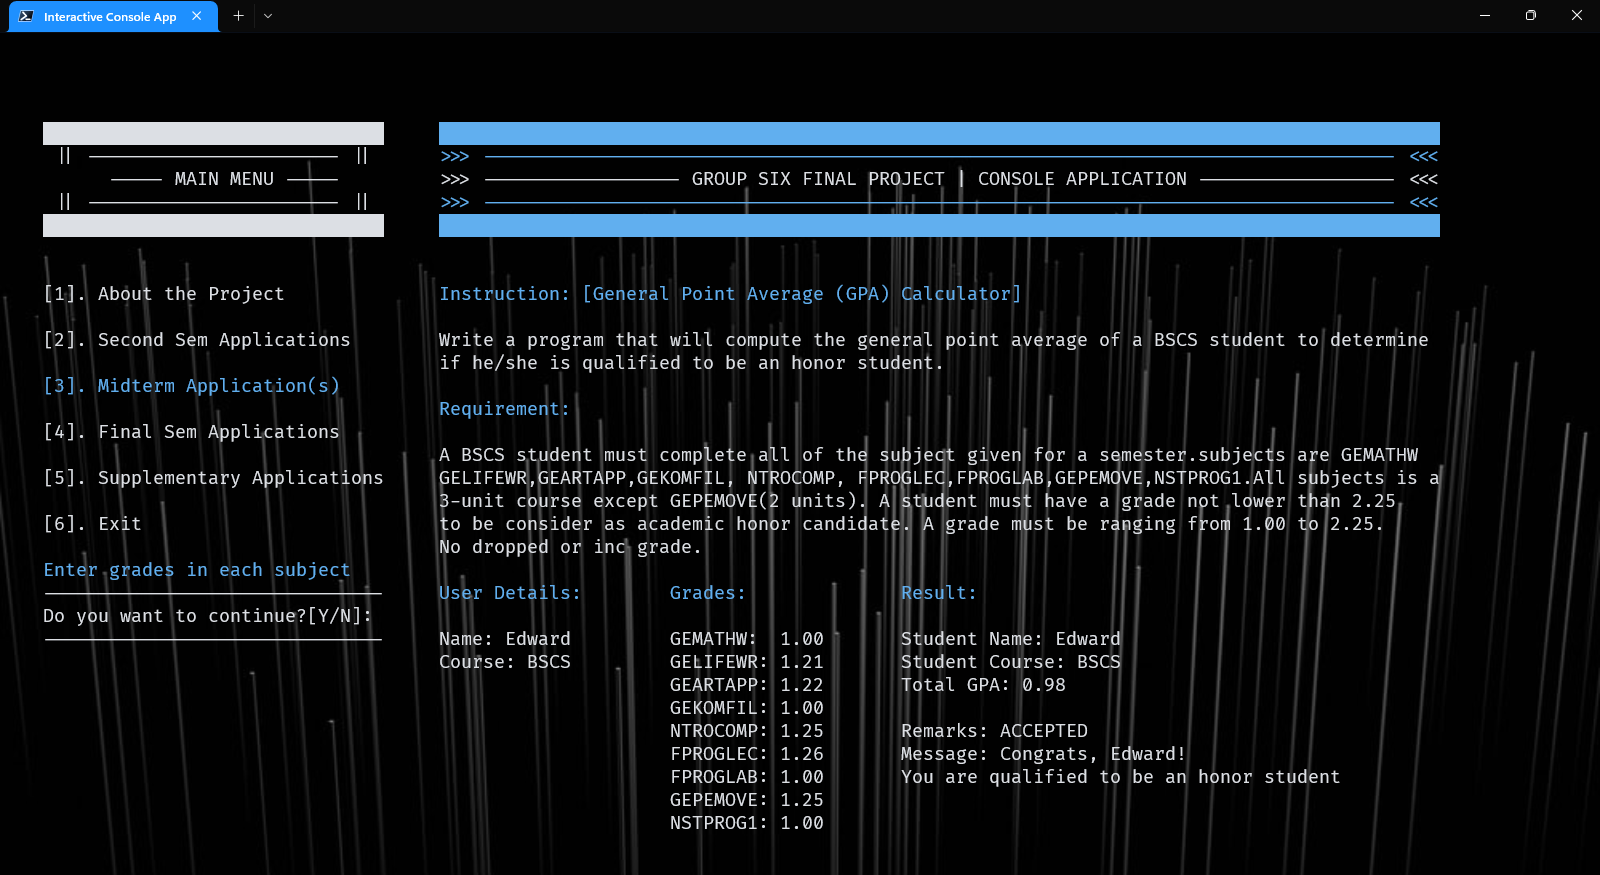 Interactive Console App
MAIN MENU
>>> <<<
>>> GROUP SIX FINAL PROJECT | CONSOLE APPLICATION <<<
>>> <<<
[1]. About the Project
[2]. Second Sem Applications
[3]. Midterm Application(s)
[4]. Final Sem Applications
[5]. Supplementary Applications
[6]. Exit
Enter grades in each subject
Do you want to continue?[Y/N]:
Instruction: [General Point Average (GPA) Calculator]
Write a program that will compute the general point average of a BSCS student to determine
if he/she is qualified to be an honor student.
Requirement:
A BSCS student must complete all of the subject given for a semester.subjects are GEMATHW
GELIFEWR,GEARTAPP,GEKOMFIL, NTROCOMP, FPROGLEC,FPROGLAB,GEPEMOVE,NSTPROG1.All subjects is a
3-unit course except GEPEMOVE(2 units). A student must have a grade not lower than 2.25
to be consider as academic honor candidate. A grade must be ranging from 1.00 to 2.25.
No dropped or inc grade.
User Details:
Name: Edward
Course: BSCS
Grades:
GEMATHW: 1.00
GELIFEWR: 1.21
GEARTAPP: 1.22
GEKOMFIL: 1.00
NTROCOMP: 1.25
FPROGLEC: 1.26
FPROGLAB: 1.00
GEPEMOVE: 1.25
NSTPROG1: 1.00
Result:
Student Name: Edward
Student Course: BSCS
Total GPA: 0.98
Remarks: ACCEPTED
Message: Congrats, Edward!
You are qualified to be an honor student